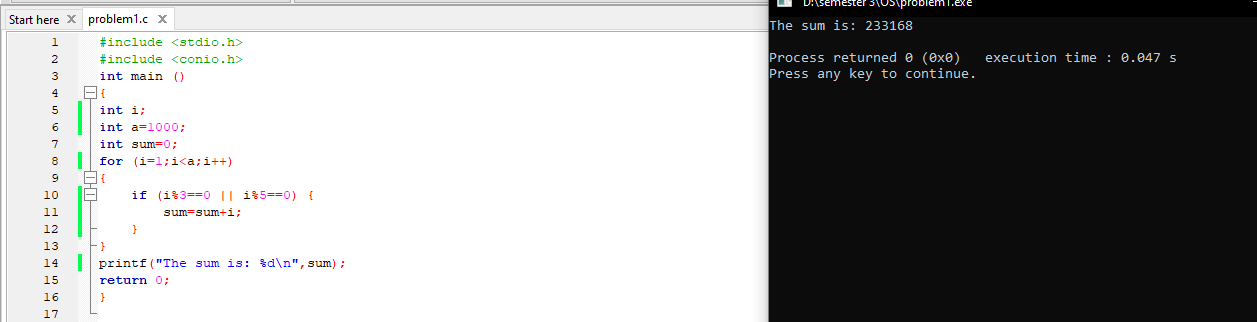 Start here X problem1.c X
1 #include <stdio.h>
2 #include <conio.h>
3 int main ()
4 {
5 int i;
6 int a=1000;
7 int sum=0;
8 for (i=1;i<a;i++)
9 {
10 if (i%3==0 || i%5==0) {
11 sum=sum+i;
12 }
13 }
14 printf("The sum is: %d\n",sum);
15 return 0;
16 }
17
D:\semester 3\OS\problem1.exe
The sum is: 233168
Process returned 0 (0x0) execution time : 0.047 s
Press any key to continue.